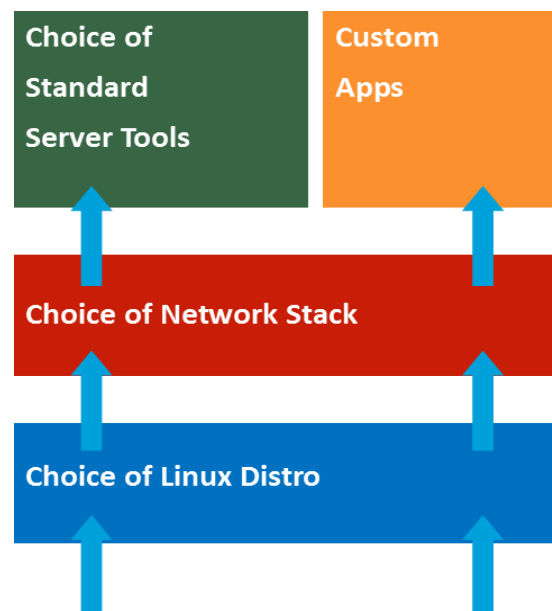 Choice of
Standard
Server Tools
Custom
Apps
Choice of Network Stack
Choice of Linux Distro